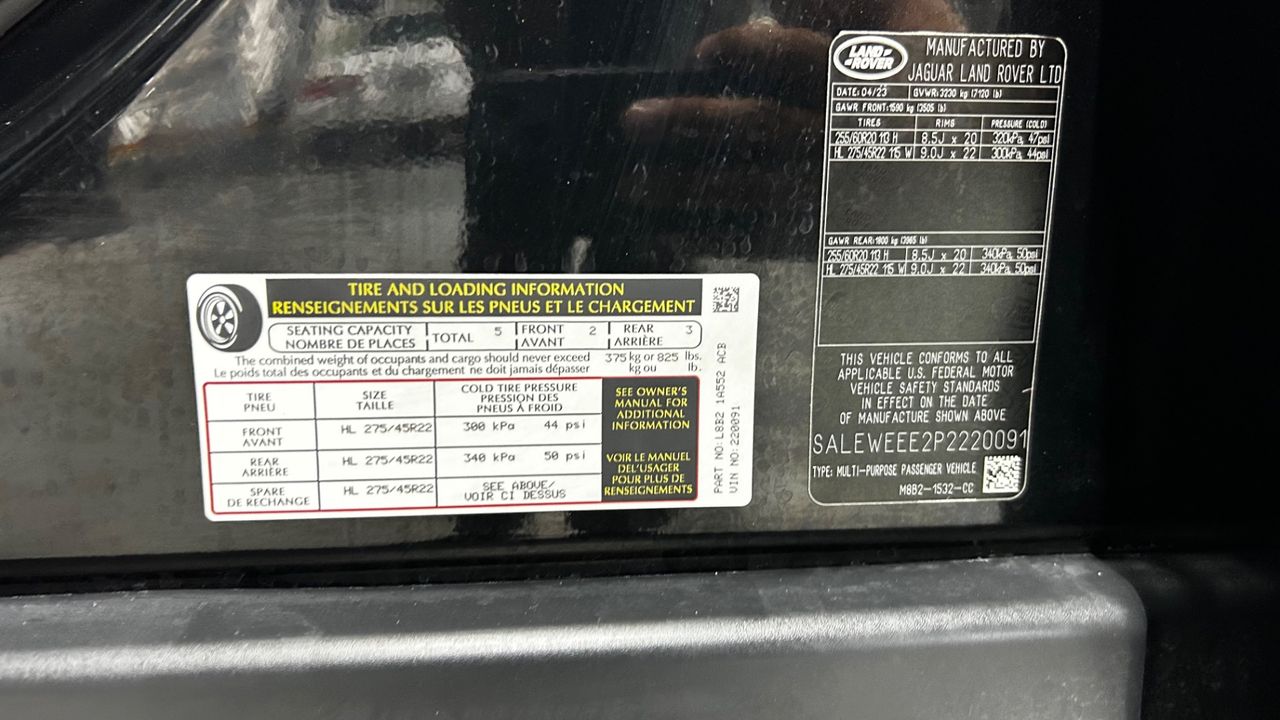 TIRE AND LOADING INFORMATION
RENSEIGNEMENTS SUR LES PNEUS ET LE CHARGEMENT
SEATING CAPACITY
NOMBRE DE PLACES
TOTAL 5
FRONT
AVANT
2
REAR
ARRIÈRE
3
The combined weight of occupants and cargo should never exceed 375 kg or 825 lbs.
Le poids total des occupants et du chargement ne doit jamais dépasser kg ou lb.
TIRE
PNEU
SIZE
TAILLE
COLD TIRE PRESSURE
PRESSION DES
PNEUS À FROID
FRONT
AVANT
HL 275/45R22
300 kPa 44 psi
REAR
ARRIÈRE
HL 275/45R22
340 kPa 50 psi
SPARE
DE RECHANGE
HL 275/45R22
SEE ABOVE/
VOIR CI DESSUS
SEE OWNER'S
MANUAL FOR
ADDITIONAL
INFORMATION
VOIR LE MANUEL
DEL'USAGER
POUR PLUS DE
RENSEIGNEMENTS
PART NO: L8B2 1A552 ACB
VIN NO: 220091
LAND-
-ROVER
MANUFACTURED BY
JAGUAR LAND ROVER LTD
DATE: 04/23 GVWR: 3230 kg (7120 lb)
GAWR FRONT: 1590 kg (3505 lb)
TIRES RIMS PRESSURE (COLD)
255/60R20 113 H 8.5J x 20 320kPa, 47psi
HL 275/45R22 115 W 9.0J x 22 300kPa, 44psi
GAWR REAR: 1800 kg (3965 lb)
255/60R20 113 H 8.5J x 20 340kPa, 50psi
HL 275/45R22 115 W 9.0J x 22 340kPa, 50psi
THIS VEHICLE CONFORMS TO ALL
APPLICABLE U.S. FEDERAL MOTOR
VEHICLE SAFETY STANDARDS
IN EFFECT ON THE DATE
OF MANUFACTURE SHOWN ABOVE
SALEWEEE2P2220091
TYPE: MULTI-PURPOSE PASSENGER VEHICLE
M8B2-1532-CC